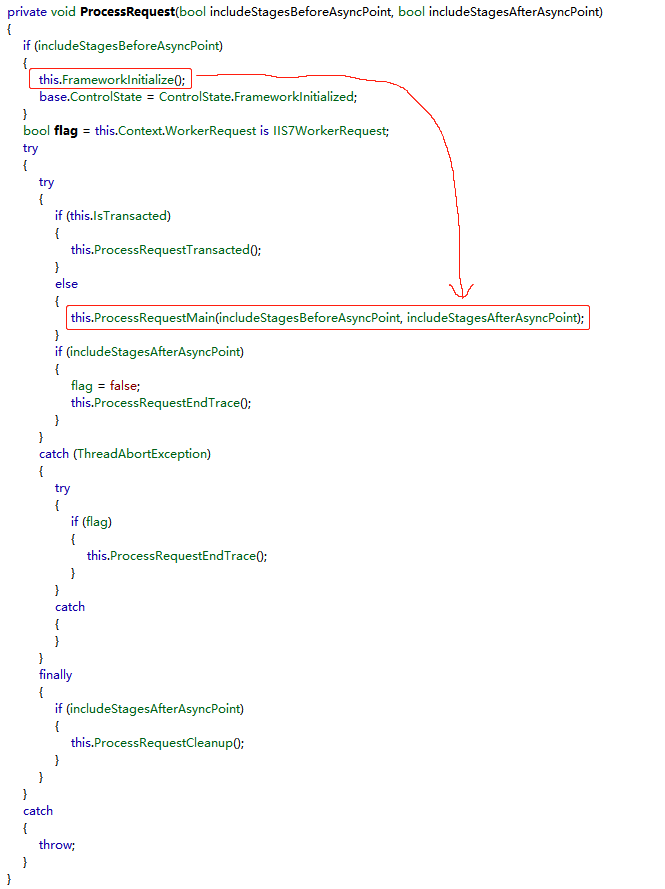 private void ProcessRequest(bool includeStagesBeforeAsyncPoint, bool includeStagesAfterAsyncPoint)
{
    if (includeStagesBeforeAsyncPoint)
    {
        this.FrameworkInitialize();
        base.ControlState = ControlState.FrameworkInitialized;
    }
    bool flag = this.Context.WorkerRequest is IIS7WorkerRequest;
    try
    {
        try
        {
            if (this.IsTransacted)
            {
                this.ProcessRequestTransacted();
            }
            else
            {
                this.ProcessRequestMain(includeStagesBeforeAsyncPoint, includeStagesAfterAsyncPoint);
            }
            if (includeStagesAfterAsyncPoint)
            {
                flag = false;
                this.ProcessRequestEndTrace();
            }
        }
        catch (ThreadAbortException)
        {
            try
            {
                if (flag)
                {
                    this.ProcessRequestEndTrace();
                }
            }
            catch
            {
            }
        }
        finally
        {
            if (includeStagesAfterAsyncPoint)
            {
                this.ProcessRequestCleanup();
            }
        }
    }
    catch
    {
        throw;
    }
}